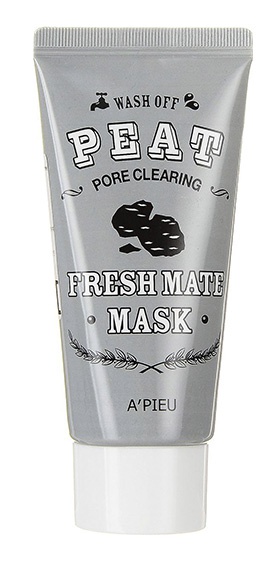 WASH OFF
PEAT
PORE CLEARING
FRESH MATE
MASK
A'PIEU